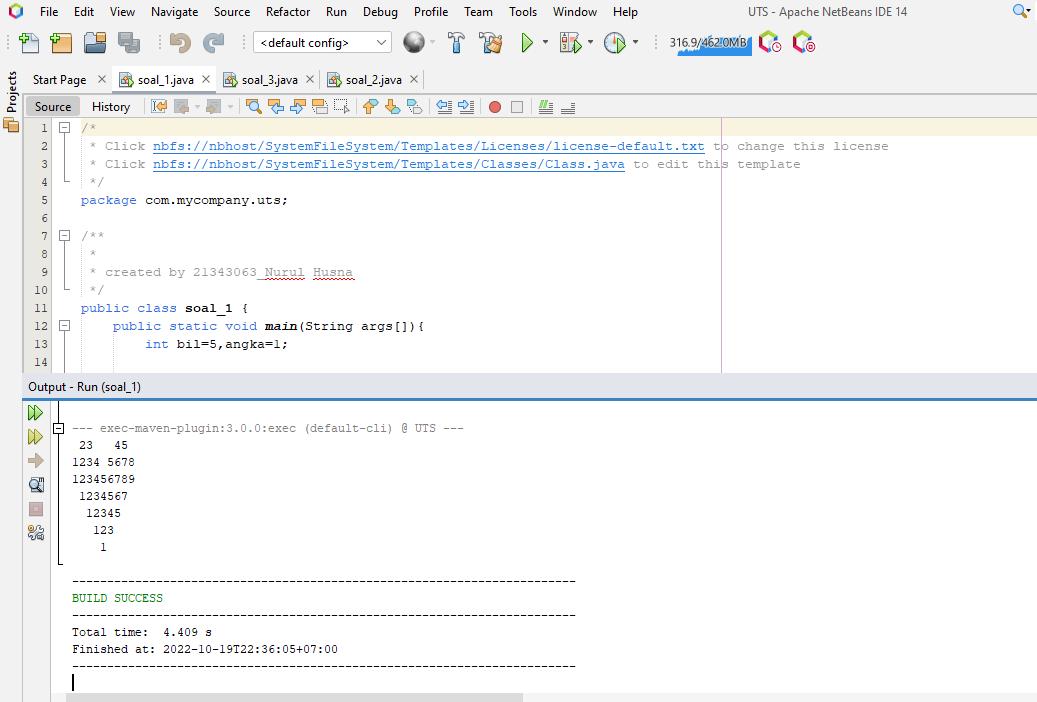 File Edit View Navigate Source Refactor Run Debug Profile Team Tools Window Help UTS - Apache NetBeans IDE 14
<default config> 316.9/462.0MB
Projects
Start Page soal_1.java soal_3.java soal_2.java
Source History
1 /*
2 * Click nbfs://nbhost/SystemFileSystem/Templates/Licenses/license-default.txt to change this license
3 * Click nbfs://nbhost/SystemFileSystem/Templates/Classes/Class.java to edit this template
4 */
5 package com.mycompany.uts;
6
7 /**
8 *
9 * created by 21343063_Nurul Husna
10 */
11 public class soal_1 {
12 public static void main(String args[]){
13 int bil=5,angka=1;
14
Output - Run (soal_1)
--- exec-maven-plugin:3.0.0:exec (default-cli) @ UTS ---
 23   45
1234 5678
123456789
 1234567
  12345
   123
    1
------------------------------------------------------------------------
BUILD SUCCESS
------------------------------------------------------------------------
Total time:  4.409 s
Finished at: 2022-10-19T22:36:05+07:00
------------------------------------------------------------------------